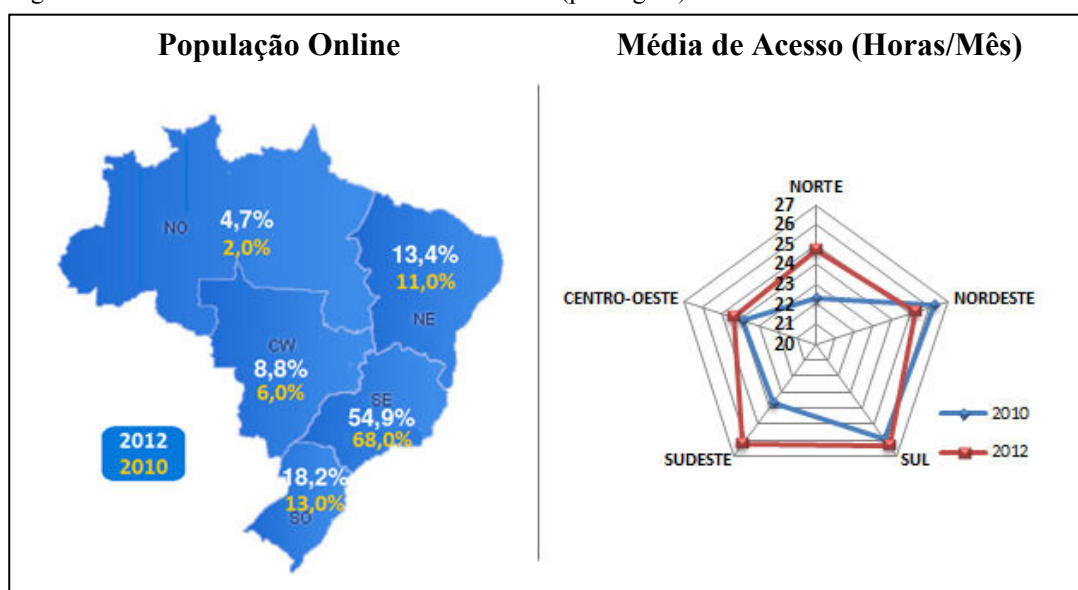 População Online
NO
4,7%
2,0%
13,4%
11,0%
NE
CW
8,8%
6,0%
SE
54,9%
68,0%
18,2%
13,0%
SO
2012
2010
Média de Acesso (Horas/Mês)
NORTE
27
26
25
24
23
22
21
20
CENTRO-OESTE
NORDESTE
SUDESTE
SUL
2010
2012